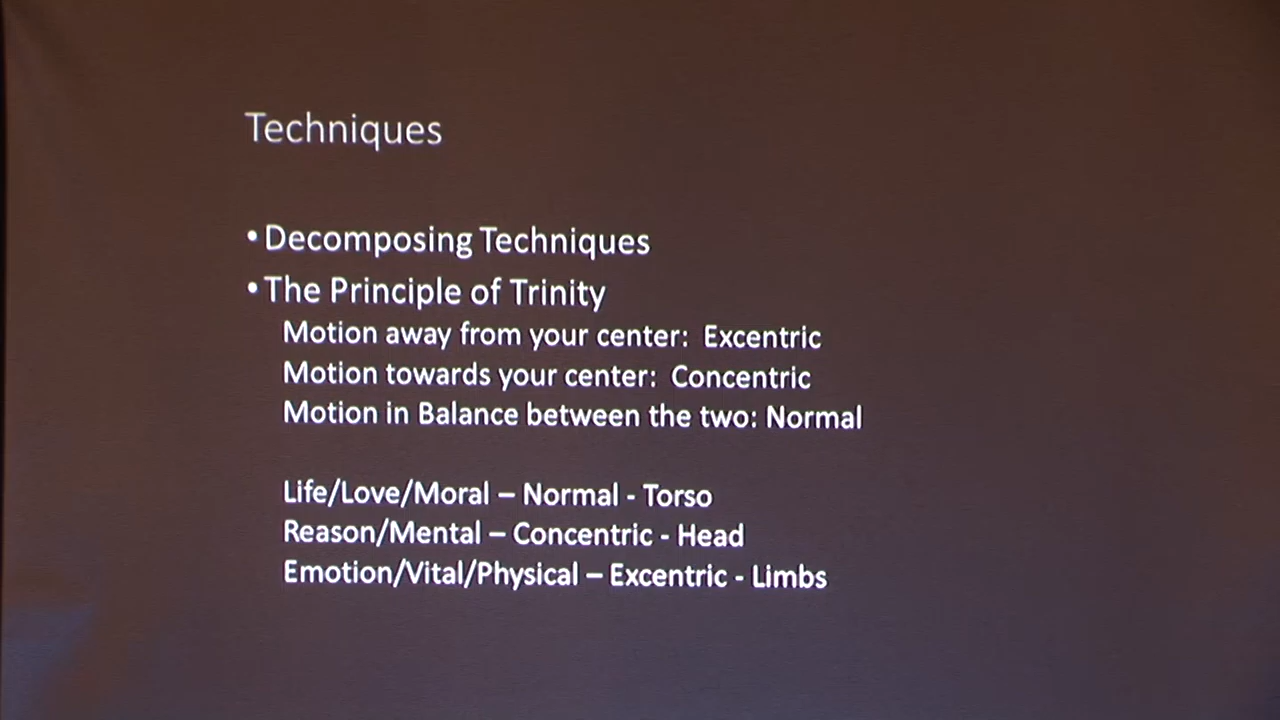 Techniques
•Decomposing Techniques
•The Principle of Trinity
Motion away from your center: Excentric
Motion towards your center: Concentric
Motion in Balance between the two: Normal
Life/Love/Moral – Normal - Torso
Reason/Mental – Concentric - Head
Emotion/Vital/Physical – Excentric - Limbs